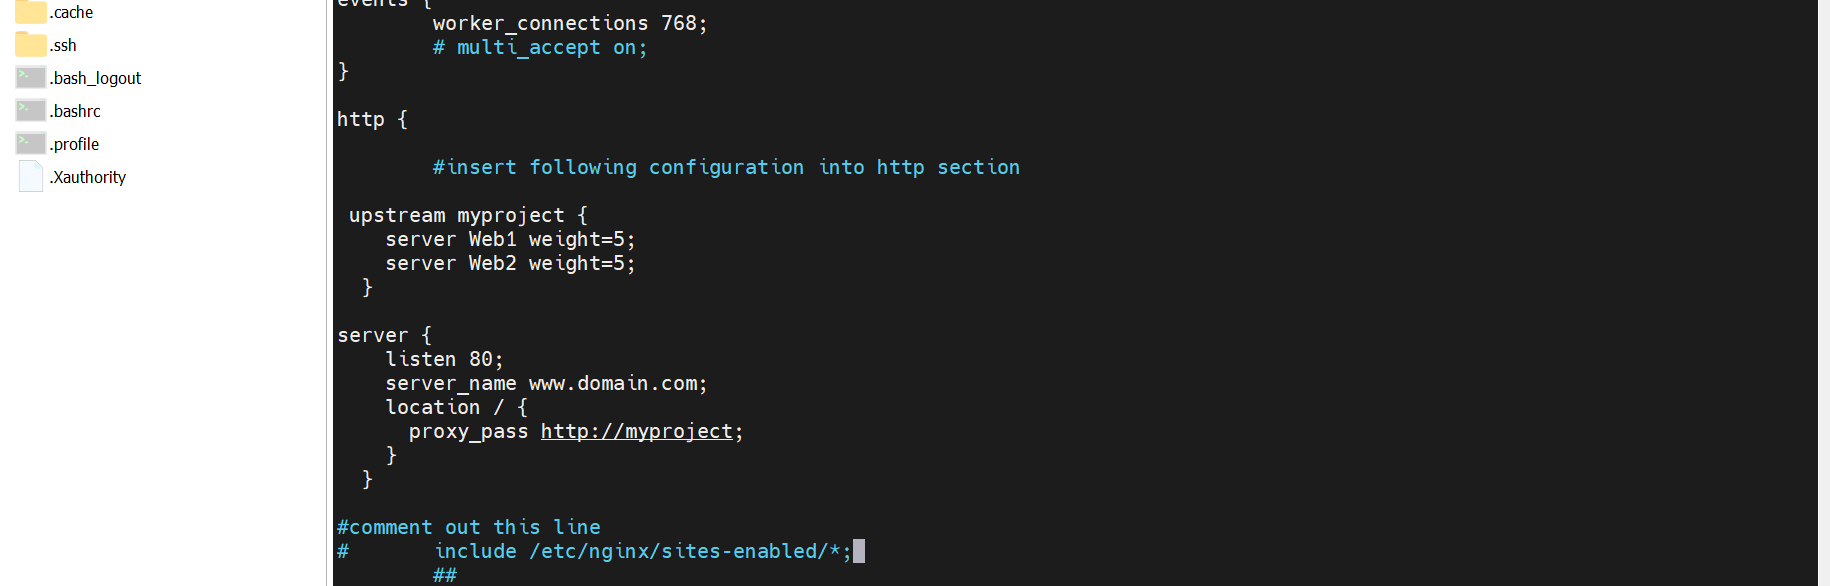 .cache
.ssh
.bash_logout
.bashrc
.profile
.Xauthority
events {
worker_connections 768;
# multi_accept on;
}
http {
#insert following configuration into http section
upstream myproject {
server Web1 weight=5;
server Web2 weight=5;
}
server {
listen 80;
server_name www.domain.com;
location / {
proxy_pass http://myproject;
}
}
#comment out this line
# include /etc/nginx/sites-enabled/*;
##